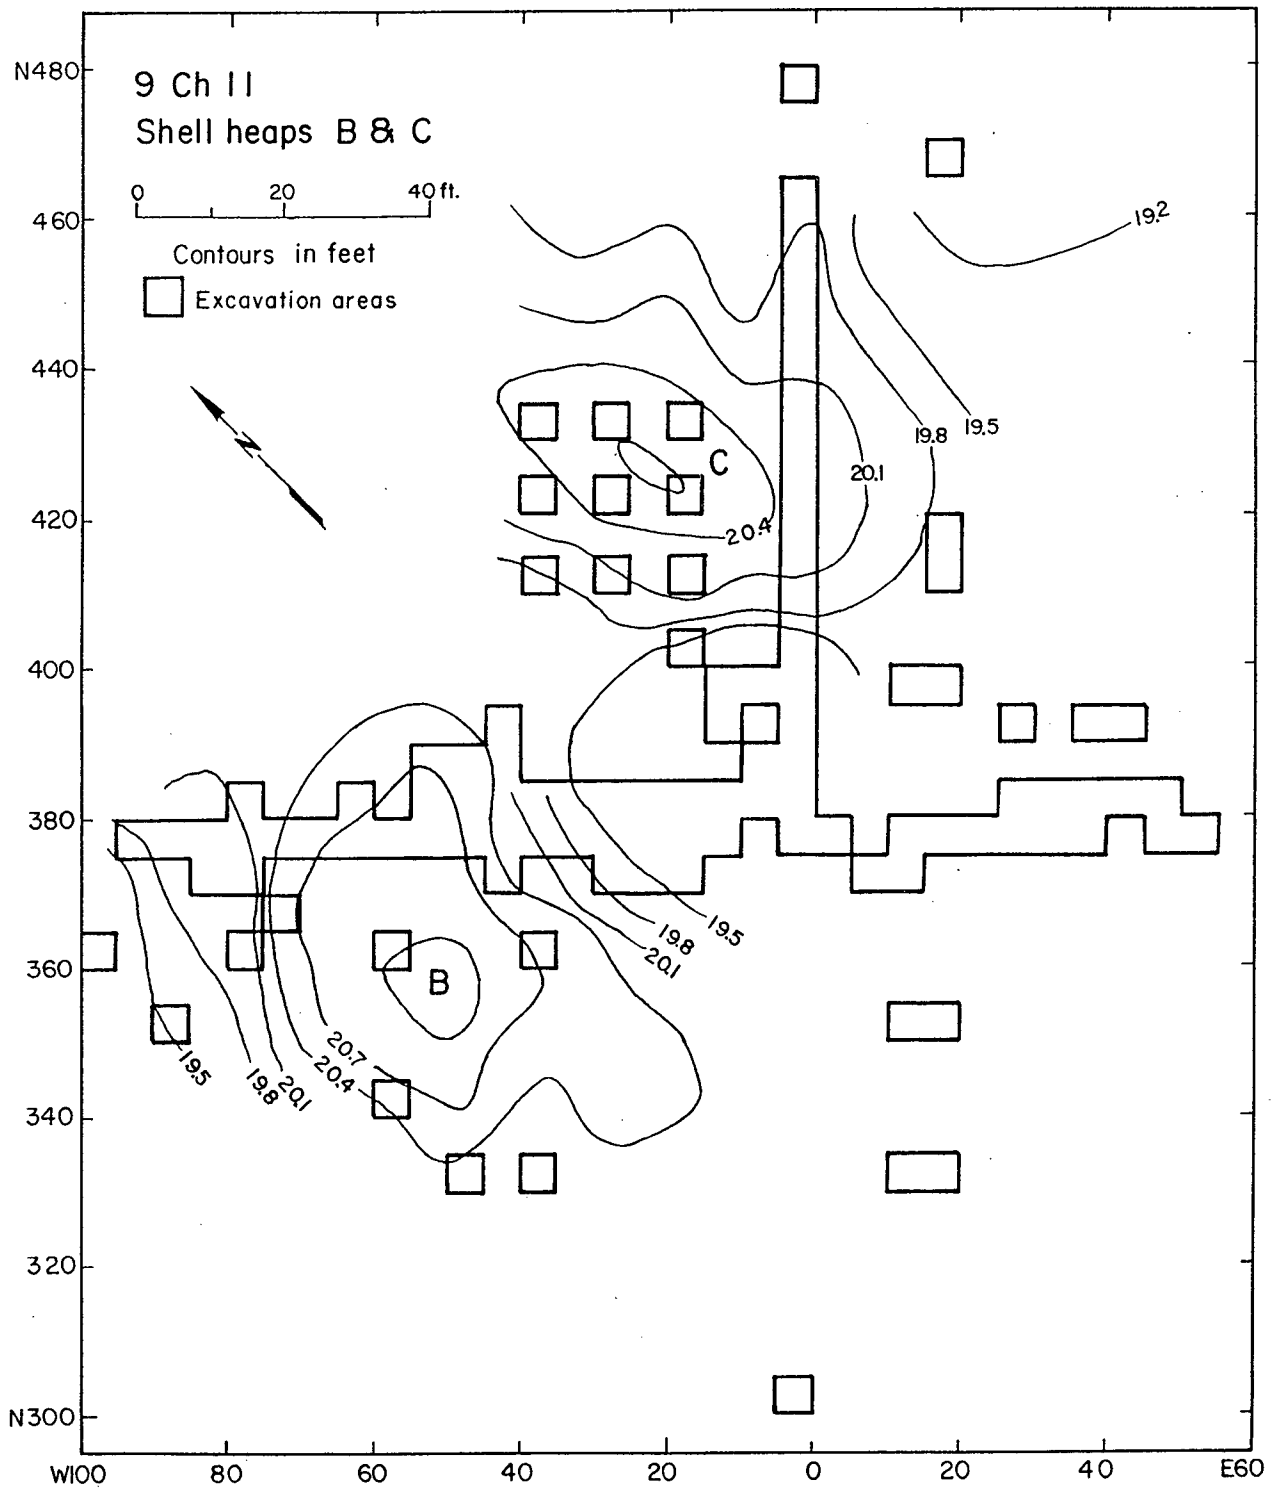 N480
9 Ch 11
Shell heaps B & C
0 20 40 ft.
460
19.2
Contours in feet
Excavation areas
440
N
19.8
19.5
C
20.1
420
20.4
400
380
19.8
19.5
20.1
360
B
20.7
20.4
19.5
19.8
20.1
340
320
N300
W100 80 60 40 20 0 20 40 E60